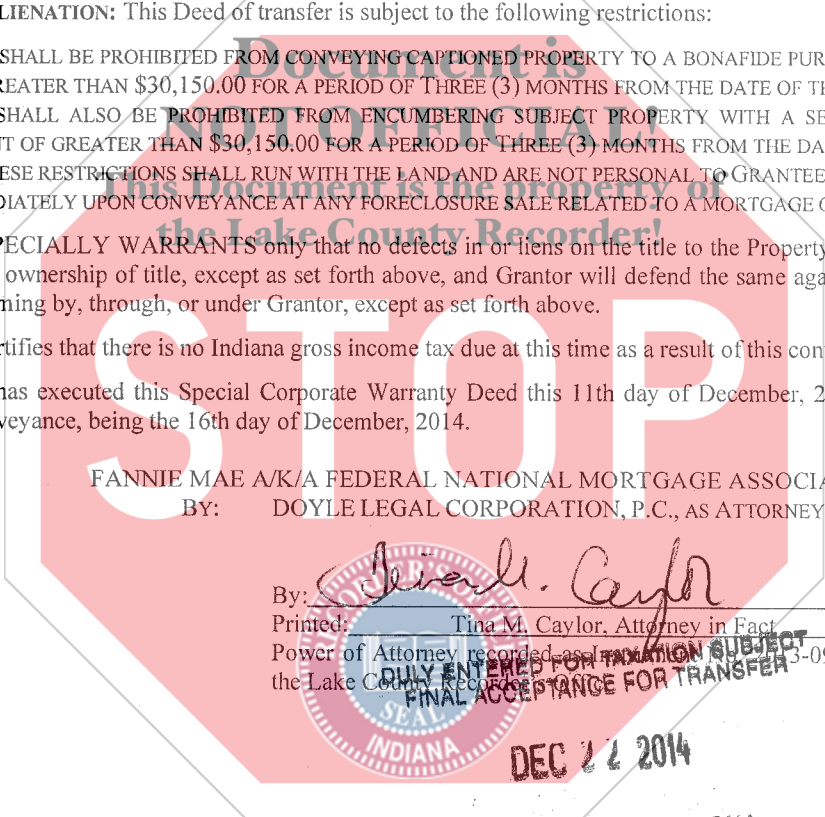 LIENATION: This Deed of transfer is subject to the following restrictions:
SHALL BE PROHIBITED FROM CONVEYING CAPTIONED PROPERTY TO A BONAFIDE PUR
REATER THAN $30,150.00 FOR A PERIOD OF THREE (3) MONTHS FROM THE DATE OF TH
SHALL ALSO BE PROHIBITED FROM ENCUMBERING SUBJECT PROPERTY WITH A SE
T OF GREATER THAN $30,150.00 FOR A PERIOD OF THREE (3) MONTHS FROM THE DA
ESE RESTRICTIONS SHALL RUN WITH THE LAND AND ARE NOT PERSONAL TO GRANTEE
DIATELY UPON CONVEYANCE AT ANY FORECLOSURE SALE RELATED TO A MORTGAGE
Document is
NOT OFFICIAL!
This Document is the property of
the Lake County Recorder!
PECIALLY WARRANTS only that no defects in or liens on the title to the Property
ownership of title, except as set forth above, and Grantor will defend the same aga
ming by, through, or under Grantor, except as set forth above.
STOP
rtifies that there is no Indiana gross income tax due at this time as a result of this con
has executed this Special Corporate Warranty Deed this 11th day of December, 2
veyance, being the 16th day of December, 2014.
FANNIE MAE A/K/A FEDERAL NATIONAL MORTGAGE ASSOCIA
BY: DOYLE LEGAL CORPORATION, P.C., AS ATTORNEY
By: Tina M. Caylor
Printed: Tina M. Caylor, Attorney in Fact
Power of Attorney recorded as
the Lake County
DULY ENTERED FOR TAXATION SUBJECT
FINAL ACCEPTANCE FOR TRANSFER
SEAL
INDIANA
DEC 2014